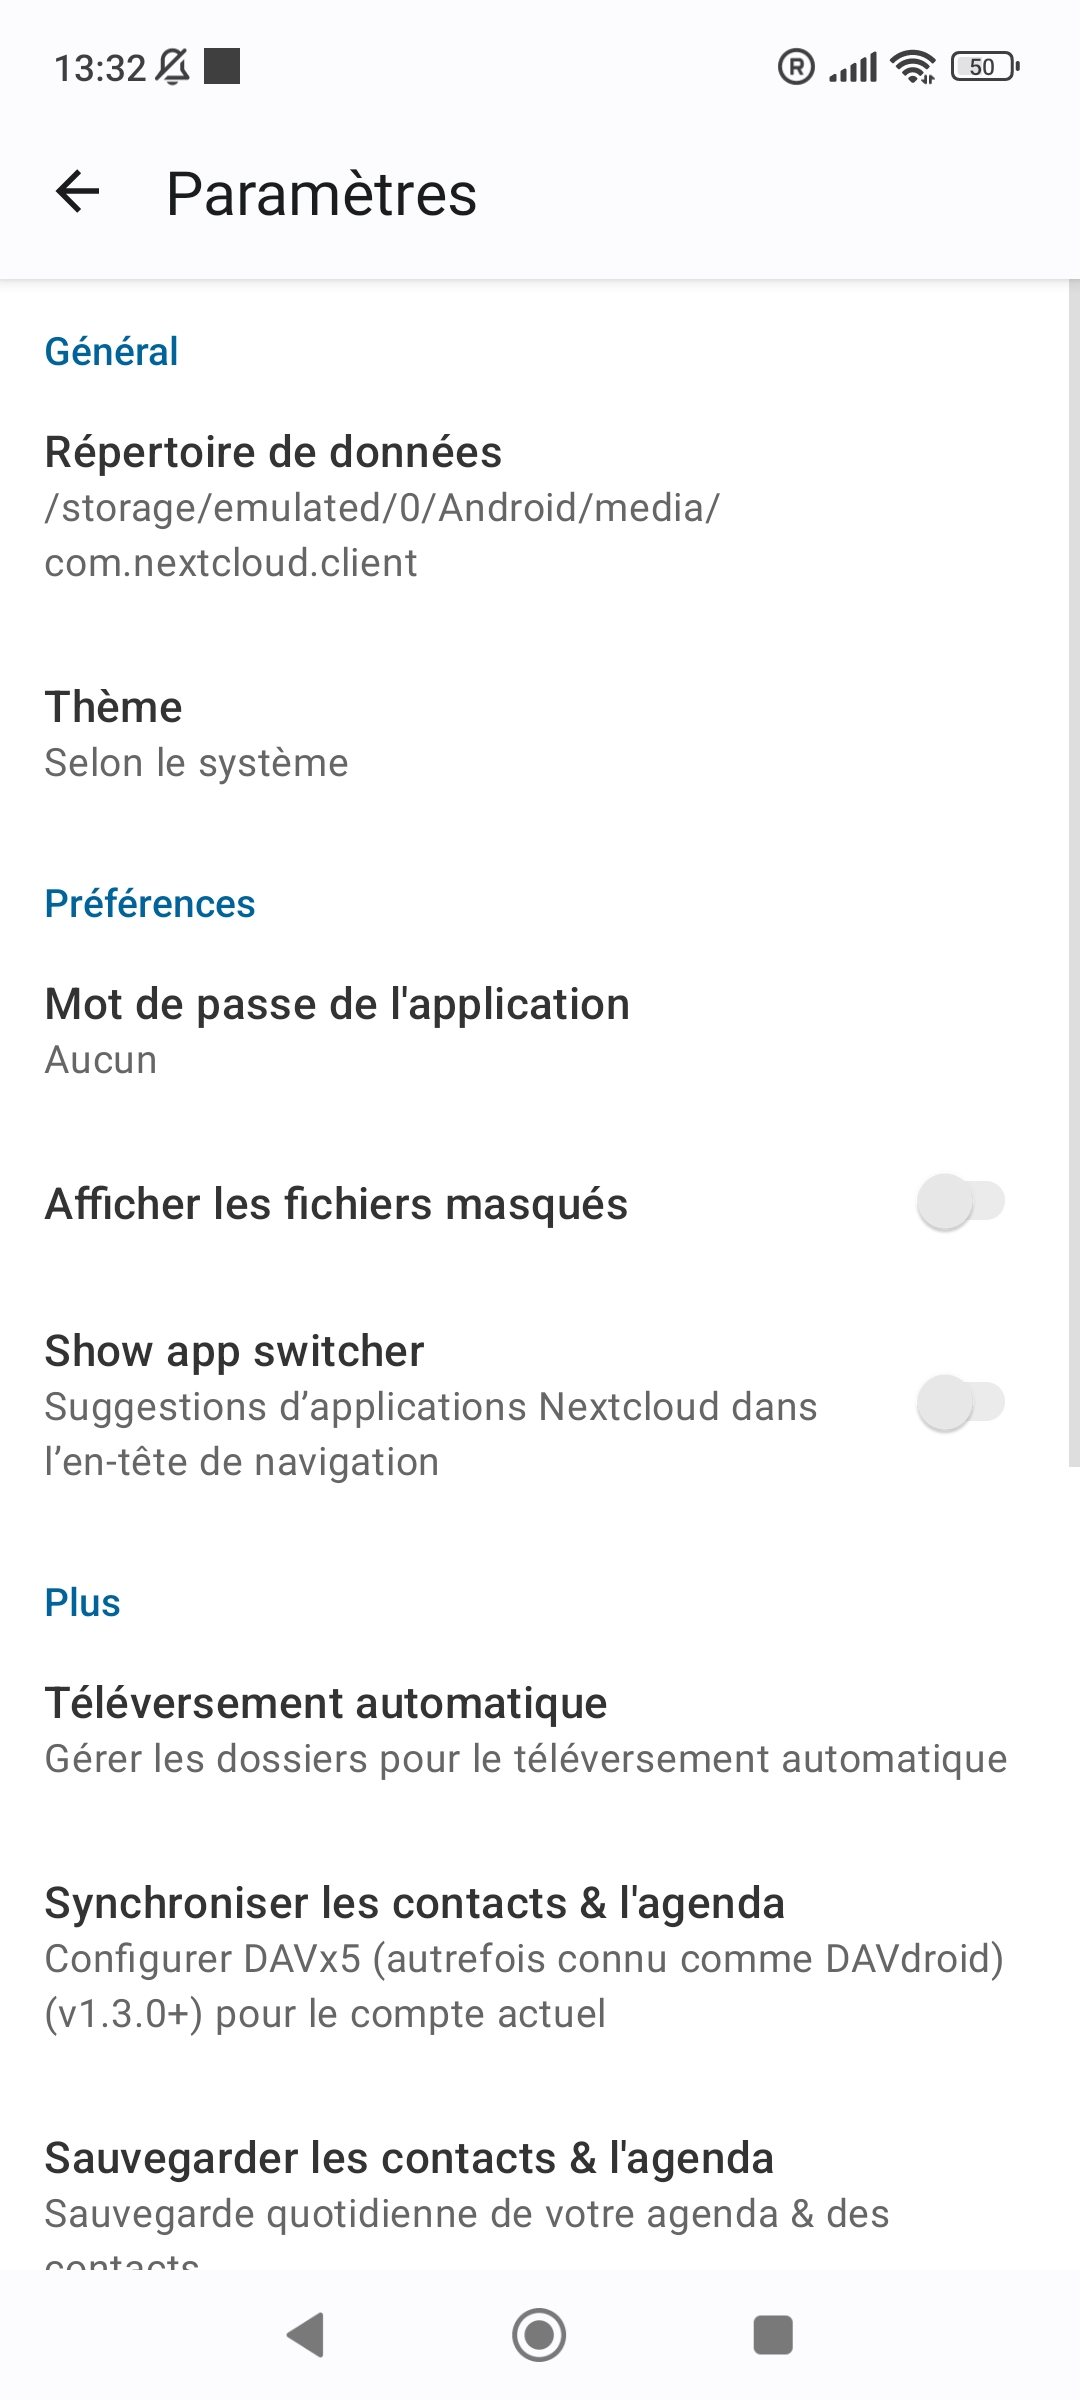 13:32
R
50
Paramètres
Général
Répertoire de données
/storage/emulated/0/Android/media/
com.nextcloud.client
Thème
Selon le système
Préférences
Mot de passe de l'application
Aucun
Afficher les fichiers masqués
Show app switcher
Suggestions d’applications Nextcloud dans
l’en-tête de navigation
Plus
Téléversement automatique
Gérer les dossiers pour le téléversement automatique
Synchroniser les contacts & l'agenda
Configurer DAVx5 (autrefois connu comme DAVdroid)
(v1.3.0+) pour le compte actuel
Sauvegarder les contacts & l'agenda
Sauvegarde quotidienne de votre agenda & des
contacts